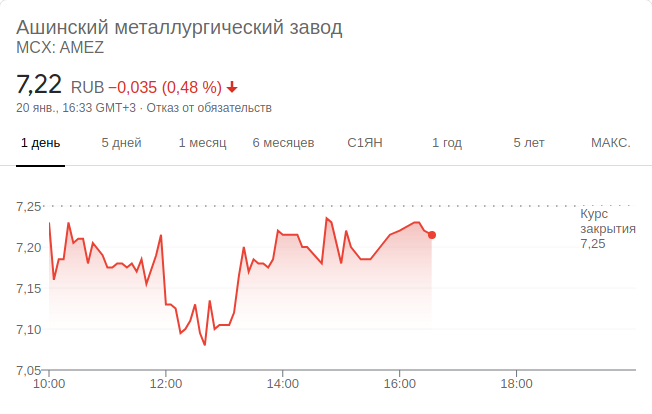 Ашинский металлургический завод
MCX: AMEZ
7,22 RUB −0,035 (0,48 %)
20 янв., 16:33 GMT+3 · Отказ от обязательств
1 день 5 дней 1 месяц 6 месяцев С1ЯН 1 год 5 лет МАКС.
7,25
Курс
закрытия
7,25
7,20
7,15
7,10
7,05
10:00 12:00 14:00 16:00 18:00